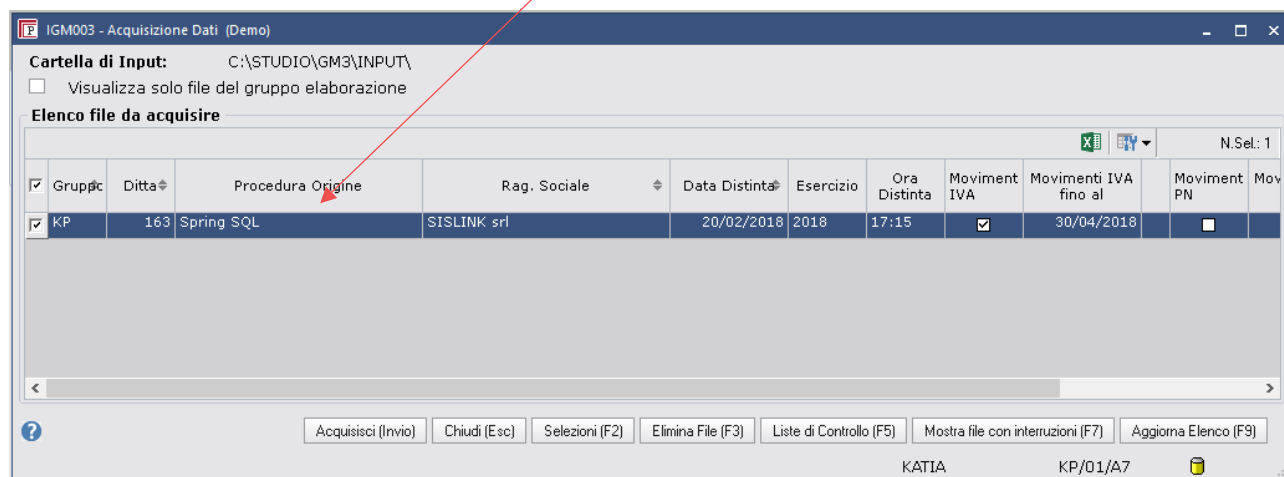 IGM003 - Acquisizione Dati (Demo)
Cartella di Input: C:\STUDIO\GM3\INPUT\
Visualizza solo file del gruppo elaborazione
Elenco file da acquisire
N.Sel.: 1
Gruppc Ditta Procedura Origine Rag. Sociale Data Distinta Esercizio Ora Distinta Moviment IVA Movimenti IVA fino al Moviment PN Mov
KP 163 Spring SQL SISLINK srl 20/02/2018 2018 17:15 30/04/2018
Acquisisci (Invio) Chiudi (Esc) Selezioni (F2) Elimina File (F3) Liste di Controllo (F5) Mostra file con interruzioni (F7) Aggiorna Elenco (F9)
KATIA KP/01/A7